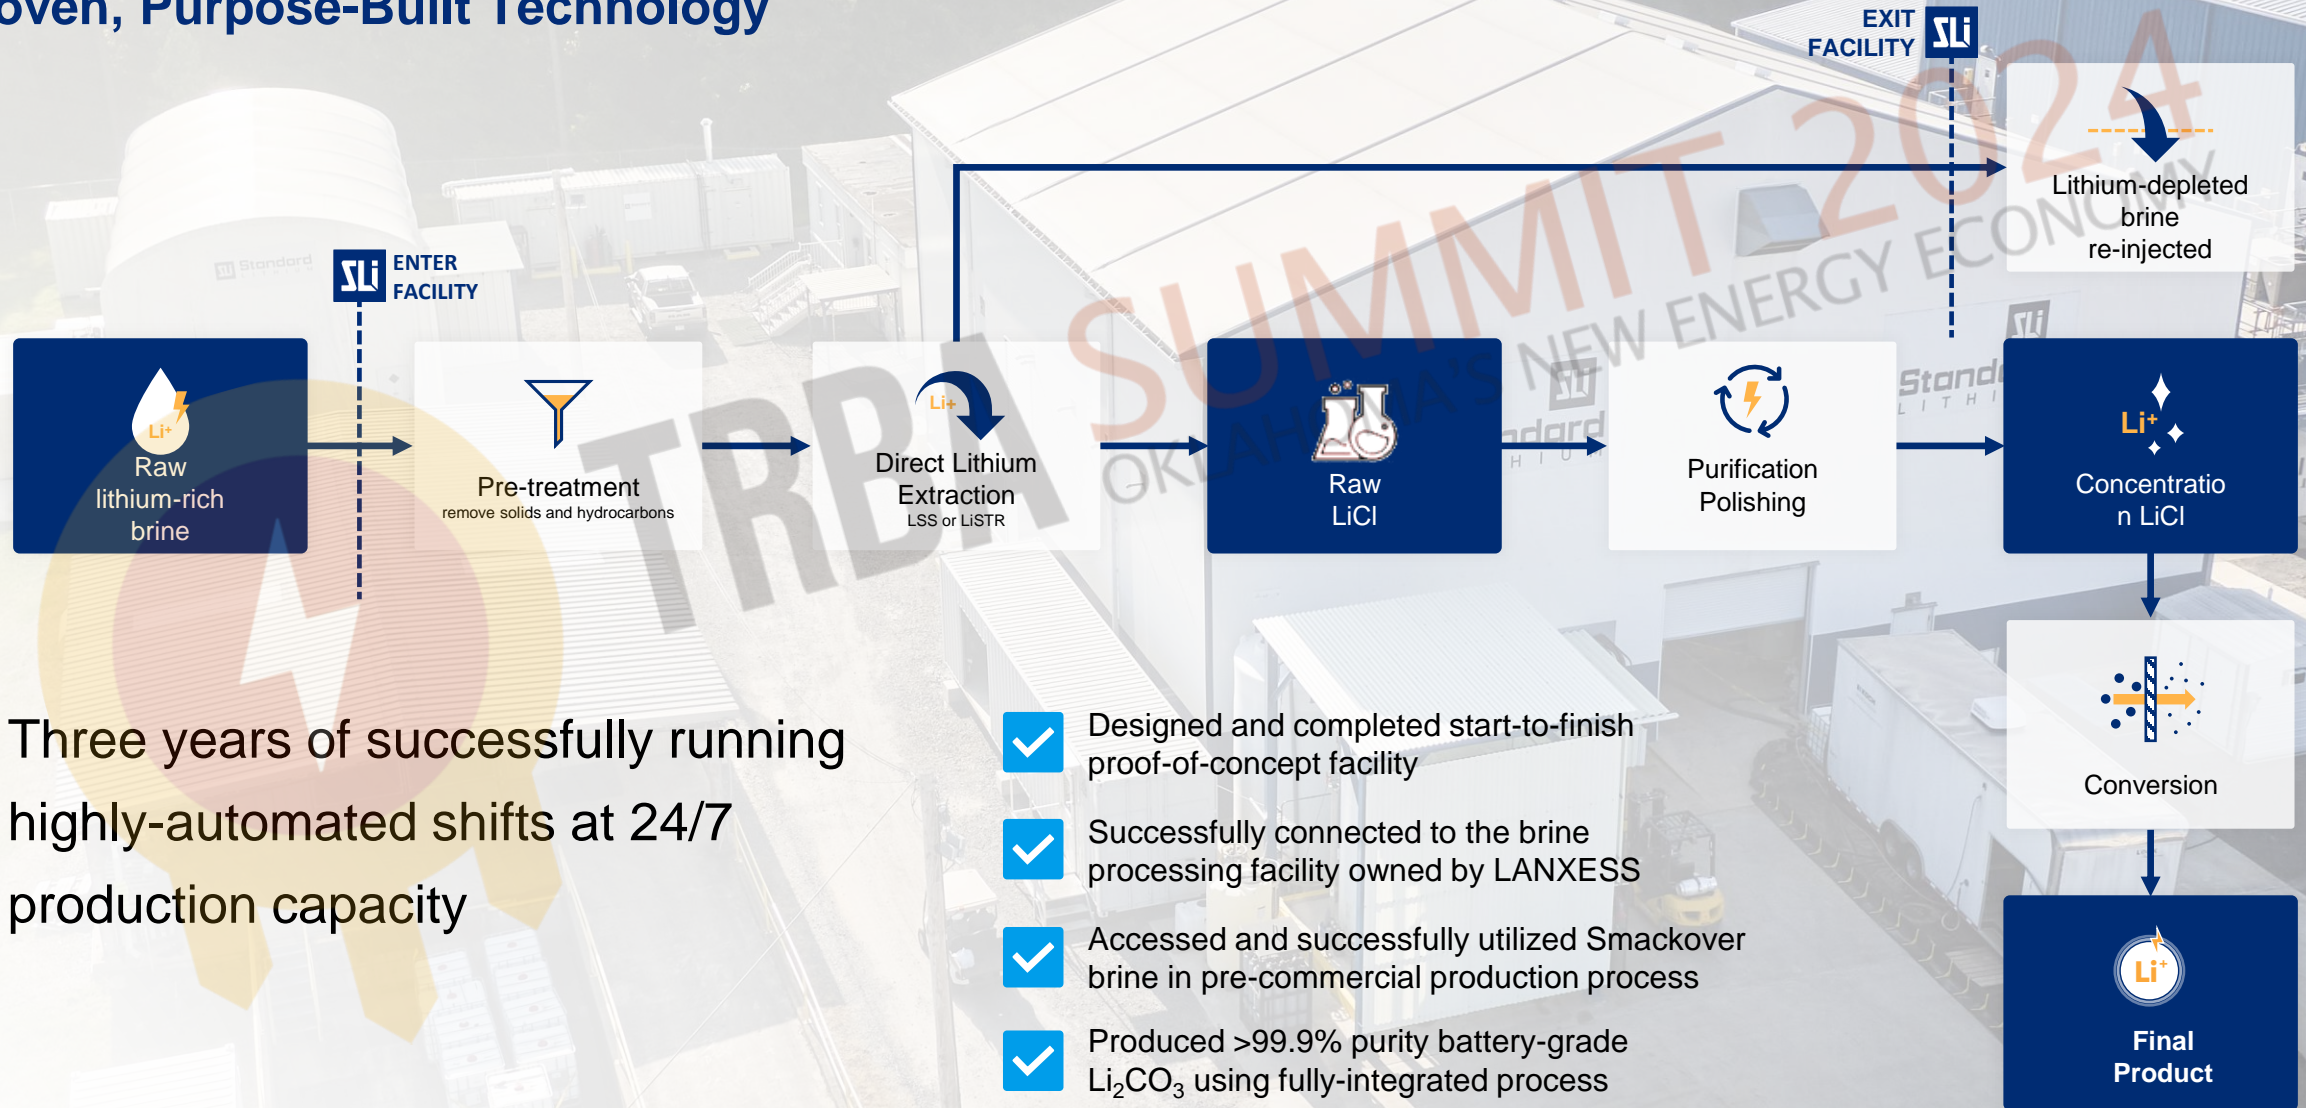 oven, Purpose-Built Technology
EXIT
FACILITY
SLi
Lithium-depleted
brine
re-injected
SLi
ENTER
FACILITY
Li+
Raw
lithium-rich
brine
Pre-treatment
remove solids and hydrocarbons
Li+
Direct Lithium
Extraction
LSS or LiSTR
Raw
LiCl
Purification
Polishing
Li+
Concentratio
n LiCl
Conversion
Li+
Final
Product
Three years of successfully running
highly-automated shifts at 24/7
production capacity
Designed and completed start-to-finish
proof-of-concept facility
Successfully connected to the brine
processing facility owned by LANXESS
Accessed and successfully utilized Smackover
brine in pre-commercial production process
Produced >99.9% purity battery-grade
Li₂CO₃ using fully-integrated process
TRBA SUMMIT 2024
OKLAHOMA'S NEW ENERGY ECONOMY
SLi Standard